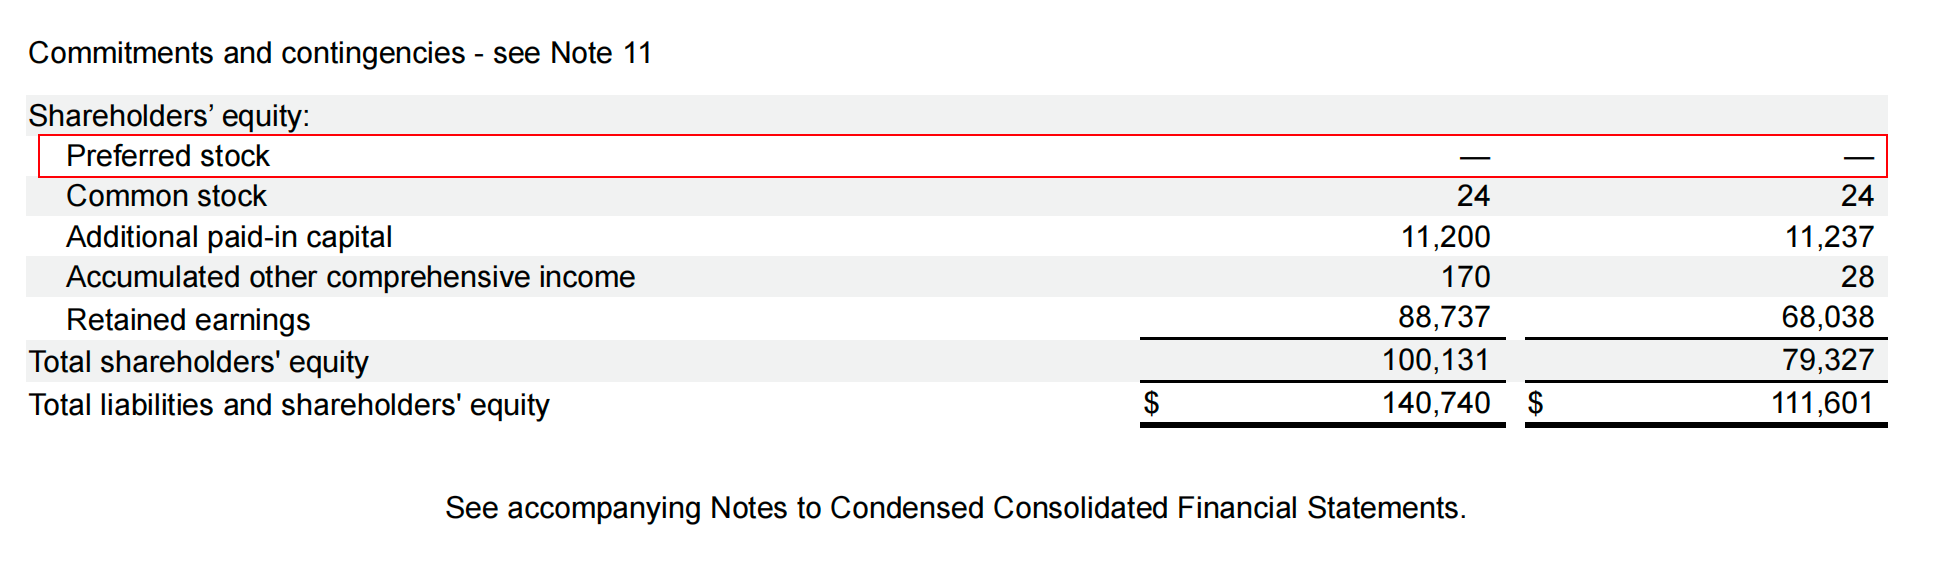 Commitments and contingencies - see Note 11
Shareholders’ equity:
Preferred stock — —
Common stock 24 24
Additional paid-in capital 11,200 11,237
Accumulated other comprehensive income 170 28
Retained earnings 88,737 68,038
Total shareholders' equity 100,131 79,327
Total liabilities and shareholders' equity $ 140,740 $ 111,601
See accompanying Notes to Condensed Consolidated Financial Statements.